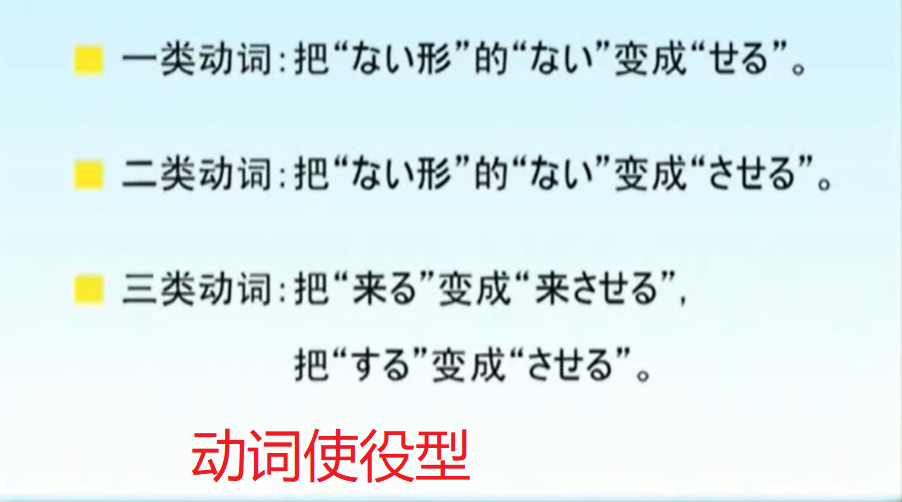 一类动词:把“ない形”的“ない”变成“せる”。
二类动词:把“ない形”的“ない”变成“させる”。
三类动词:把“来る”变成“来させる”,
把“する”变成“させる”。
动词使役型